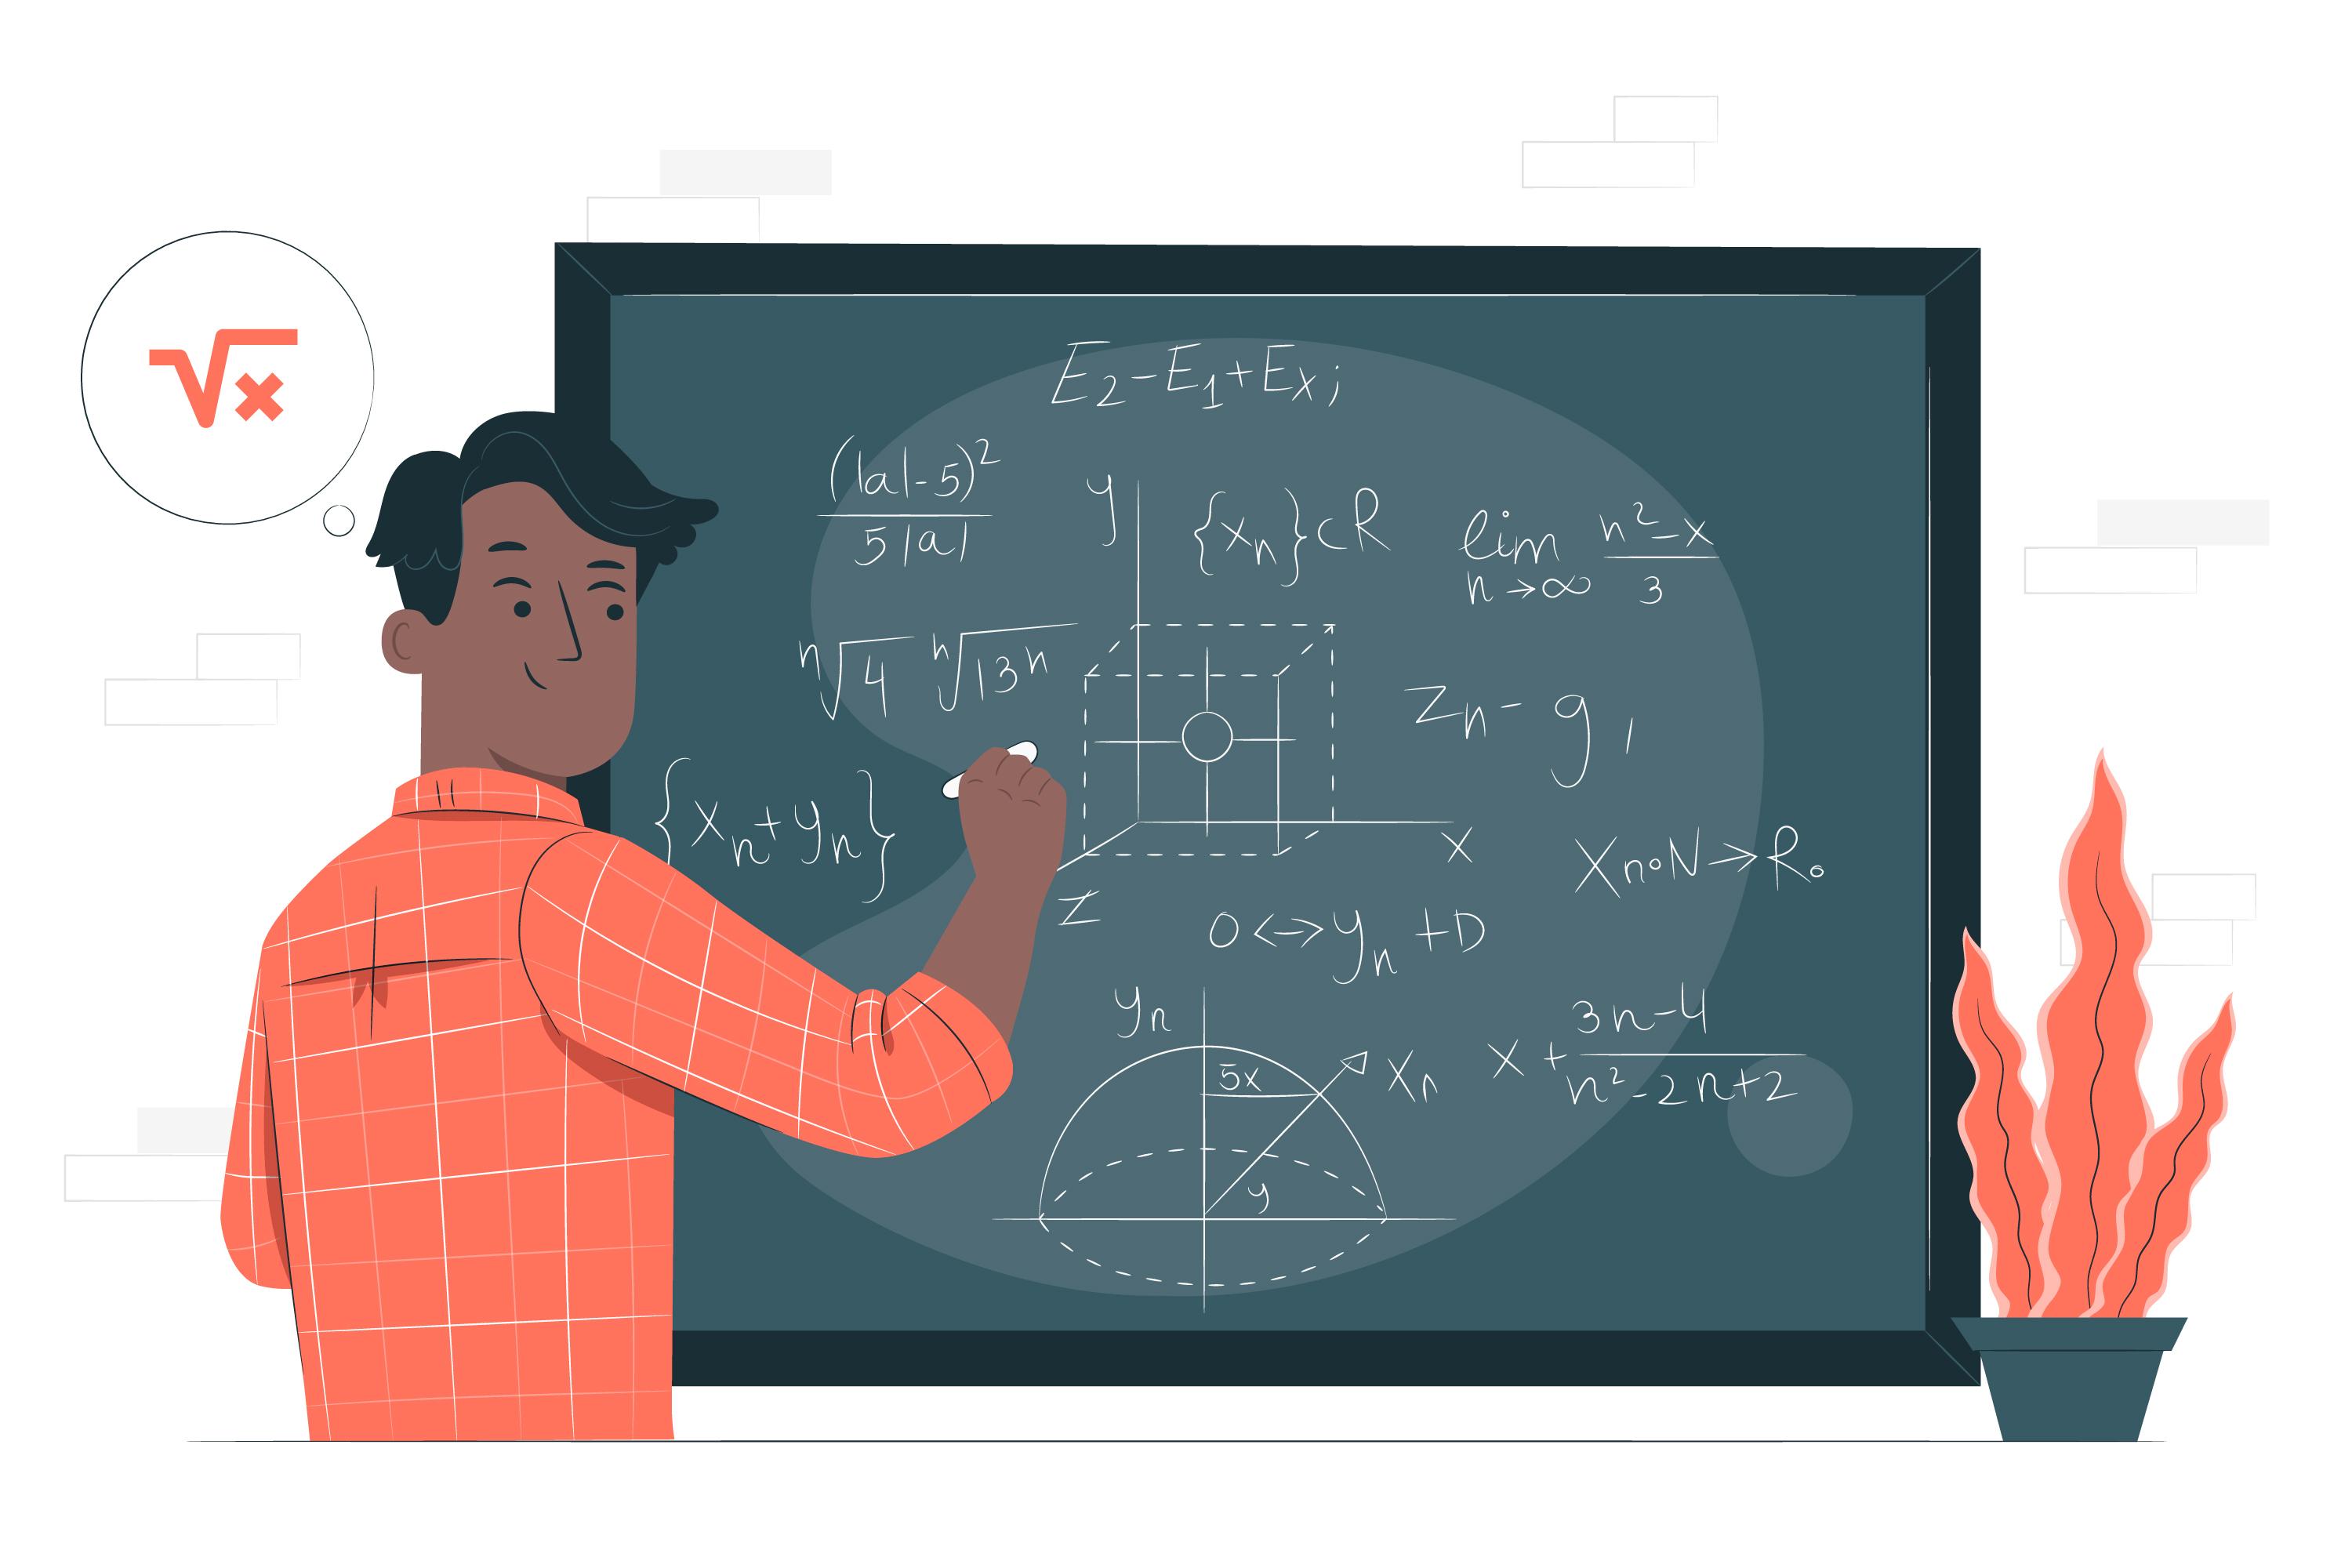 √x
E₂-E₁+Eₓ;
(|a|-5)²
5|a|
y
{xₙ}⊂R
lim n²-x
n→∞ 3
ⁿ√4 ⁿ√13ⁿ
zₙ- g,
{xₙ+yₙ}
x
xn∘N→R∘
z
0<=>yₙ+D
yₙ
3n-4
x+
n²-2n+2
5x
xₙ
y